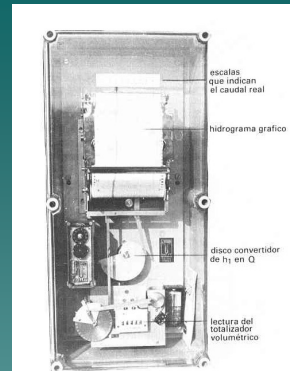 escalas
que indican
el caudal real
hidrograma grafico
disco convertidor
de h1 en Q
lectura del
totalizador
volumétrico